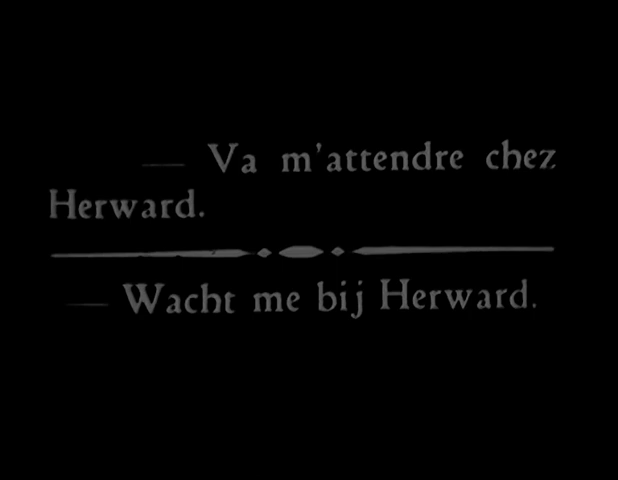 — Va m'attendre chez
Herward.
— Wacht me bij Herward.